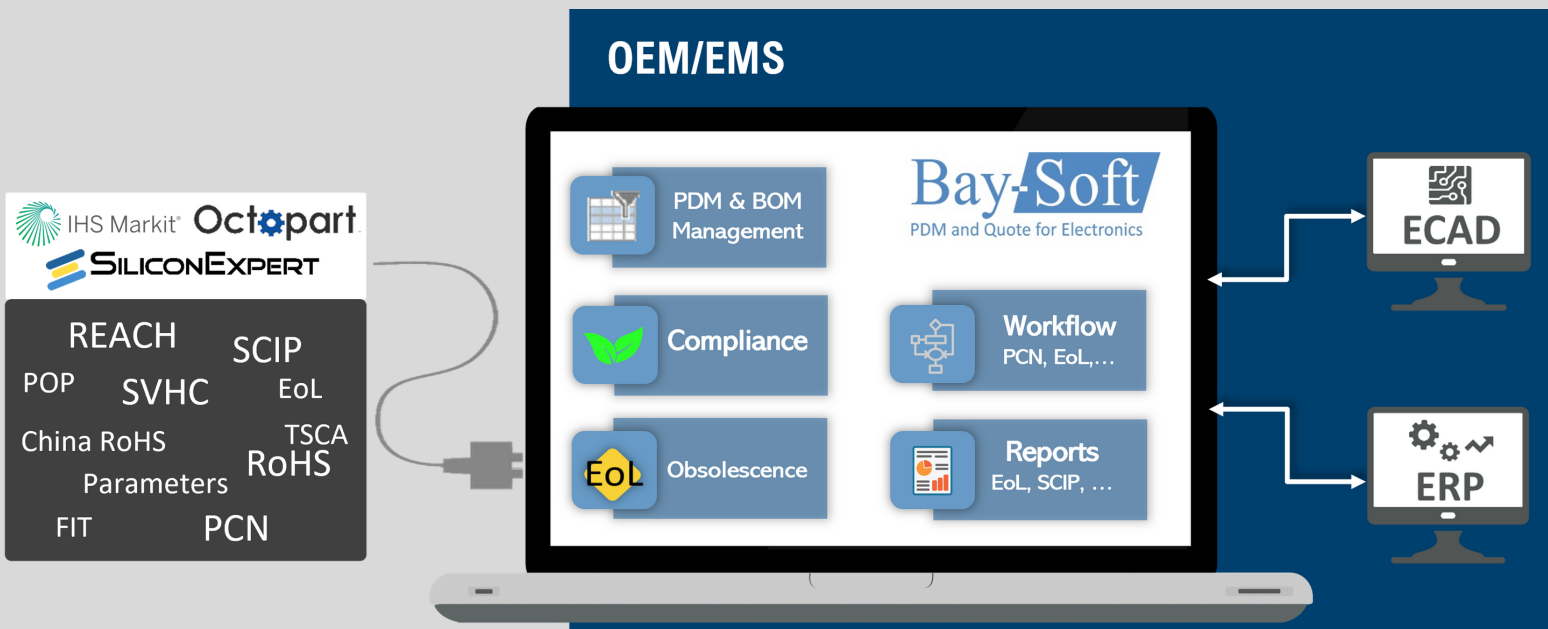 OEM/EMS
IHS Markit®
Octopart
SILICONEXPERT
REACH
SCIP
POP
SVHC
EoL
China RoHS
TSCA
RoHS
Parameters
FIT
PCN
PDM & BOM
Management
Compliance
EoL
Obsolescence
Bay-Soft
PDM and Quote for Electronics
Workflow
PCN, EoL,...
Reports
EoL, SCIP, ...
ECAD
ERP